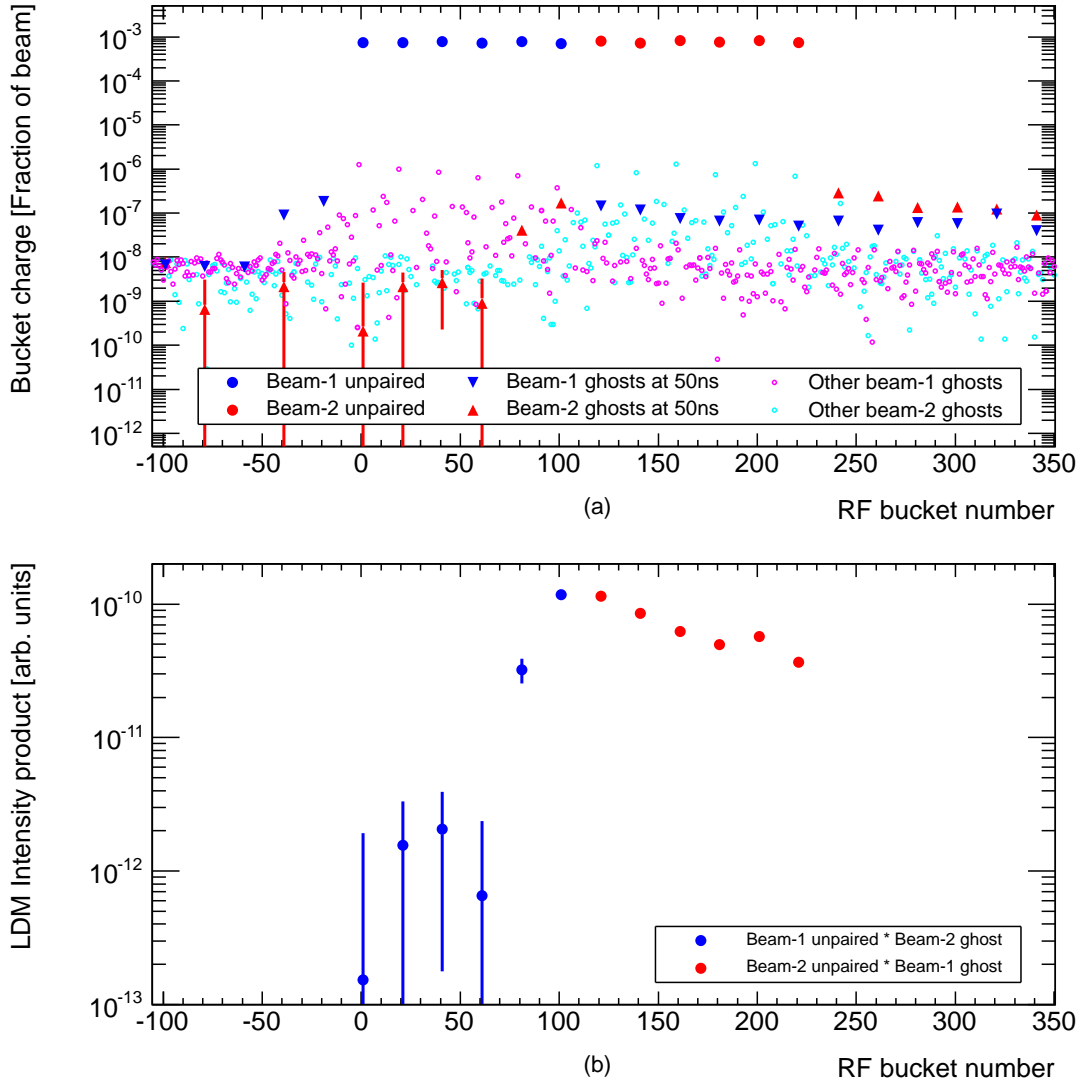 Bucket charge [Fraction of beam]
10^-3
10^-4
10^-5
10^-6
10^-7
10^-8
10^-9
10^-10
10^-11
10^-12
Beam-1 unpaired
Beam-1 ghosts at 50ns
Other beam-1 ghosts
Beam-2 unpaired
Beam-2 ghosts at 50ns
Other beam-2 ghosts
-100 -50 0 50 100 150 200 250 300 350
(a)
RF bucket number
LDM Intensity product [arb. units]
10^-10
10^-11
10^-12
10^-13
Beam-1 unpaired * Beam-2 ghost
Beam-2 unpaired * Beam-1 ghost
-100 -50 0 50 100 150 200 250 300 350
(b)
RF bucket number